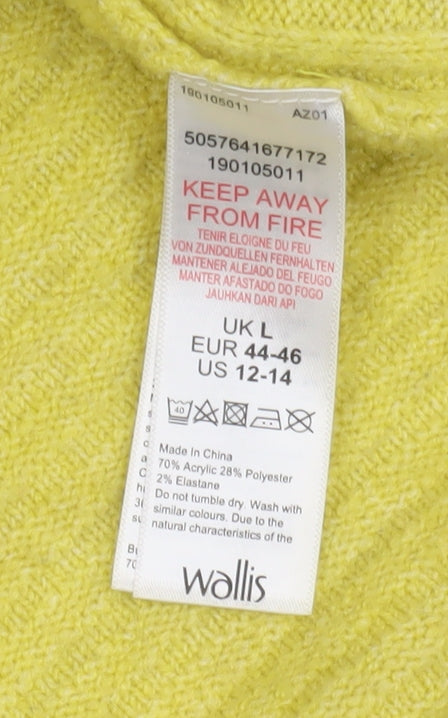 190105011 AZ01
5057641677172
190105011
KEEP AWAY
FROM FIRE
TENIR ELOIGNE DU FEU
VON ZUNDQUELLEN FERNHALTEN
MANTENER ALEJADO DEL FEUGO
MANTER AFASTADO DO FOGO
JAUHKAN DARI API
UK L
EUR 44-46
US 12-14
40
Made In China
70% Acrylic 28% Polyester
2% Elastane
Do not tumble dry. Wash with
similar colours. Due to the
natural characteristics of the
wallis